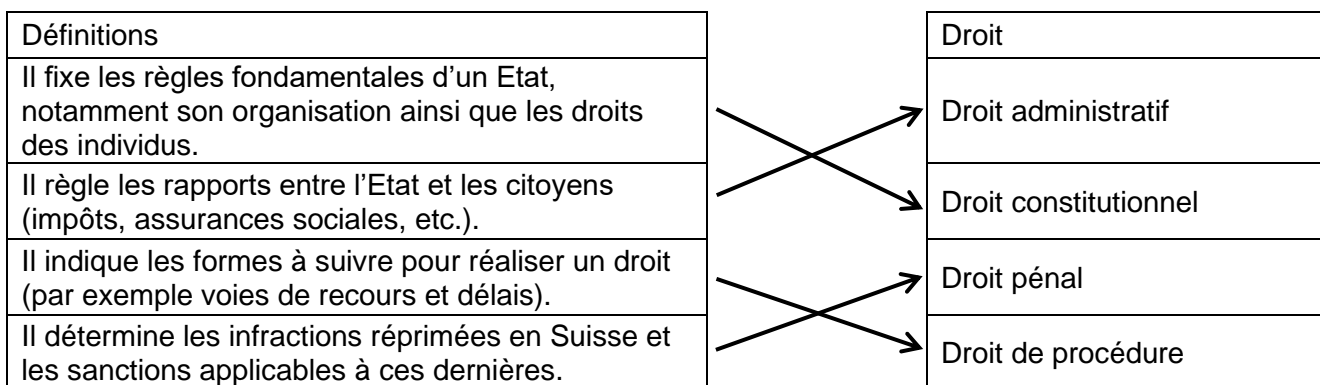 Définitions
Droit
Il fixe les règles fondamentales d’un Etat,
notamment son organisation ainsi que les droits
des individus.
Droit administratif
Il règle les rapports entre l’Etat et les citoyens
(impôts, assurances sociales, etc.).
Droit constitutionnel
Il indique les formes à suivre pour réaliser un droit
(par exemple voies de recours et délais).
Droit pénal
Il détermine les infractions réprimées en Suisse et
les sanctions applicables à ces dernières.
Droit de procédure